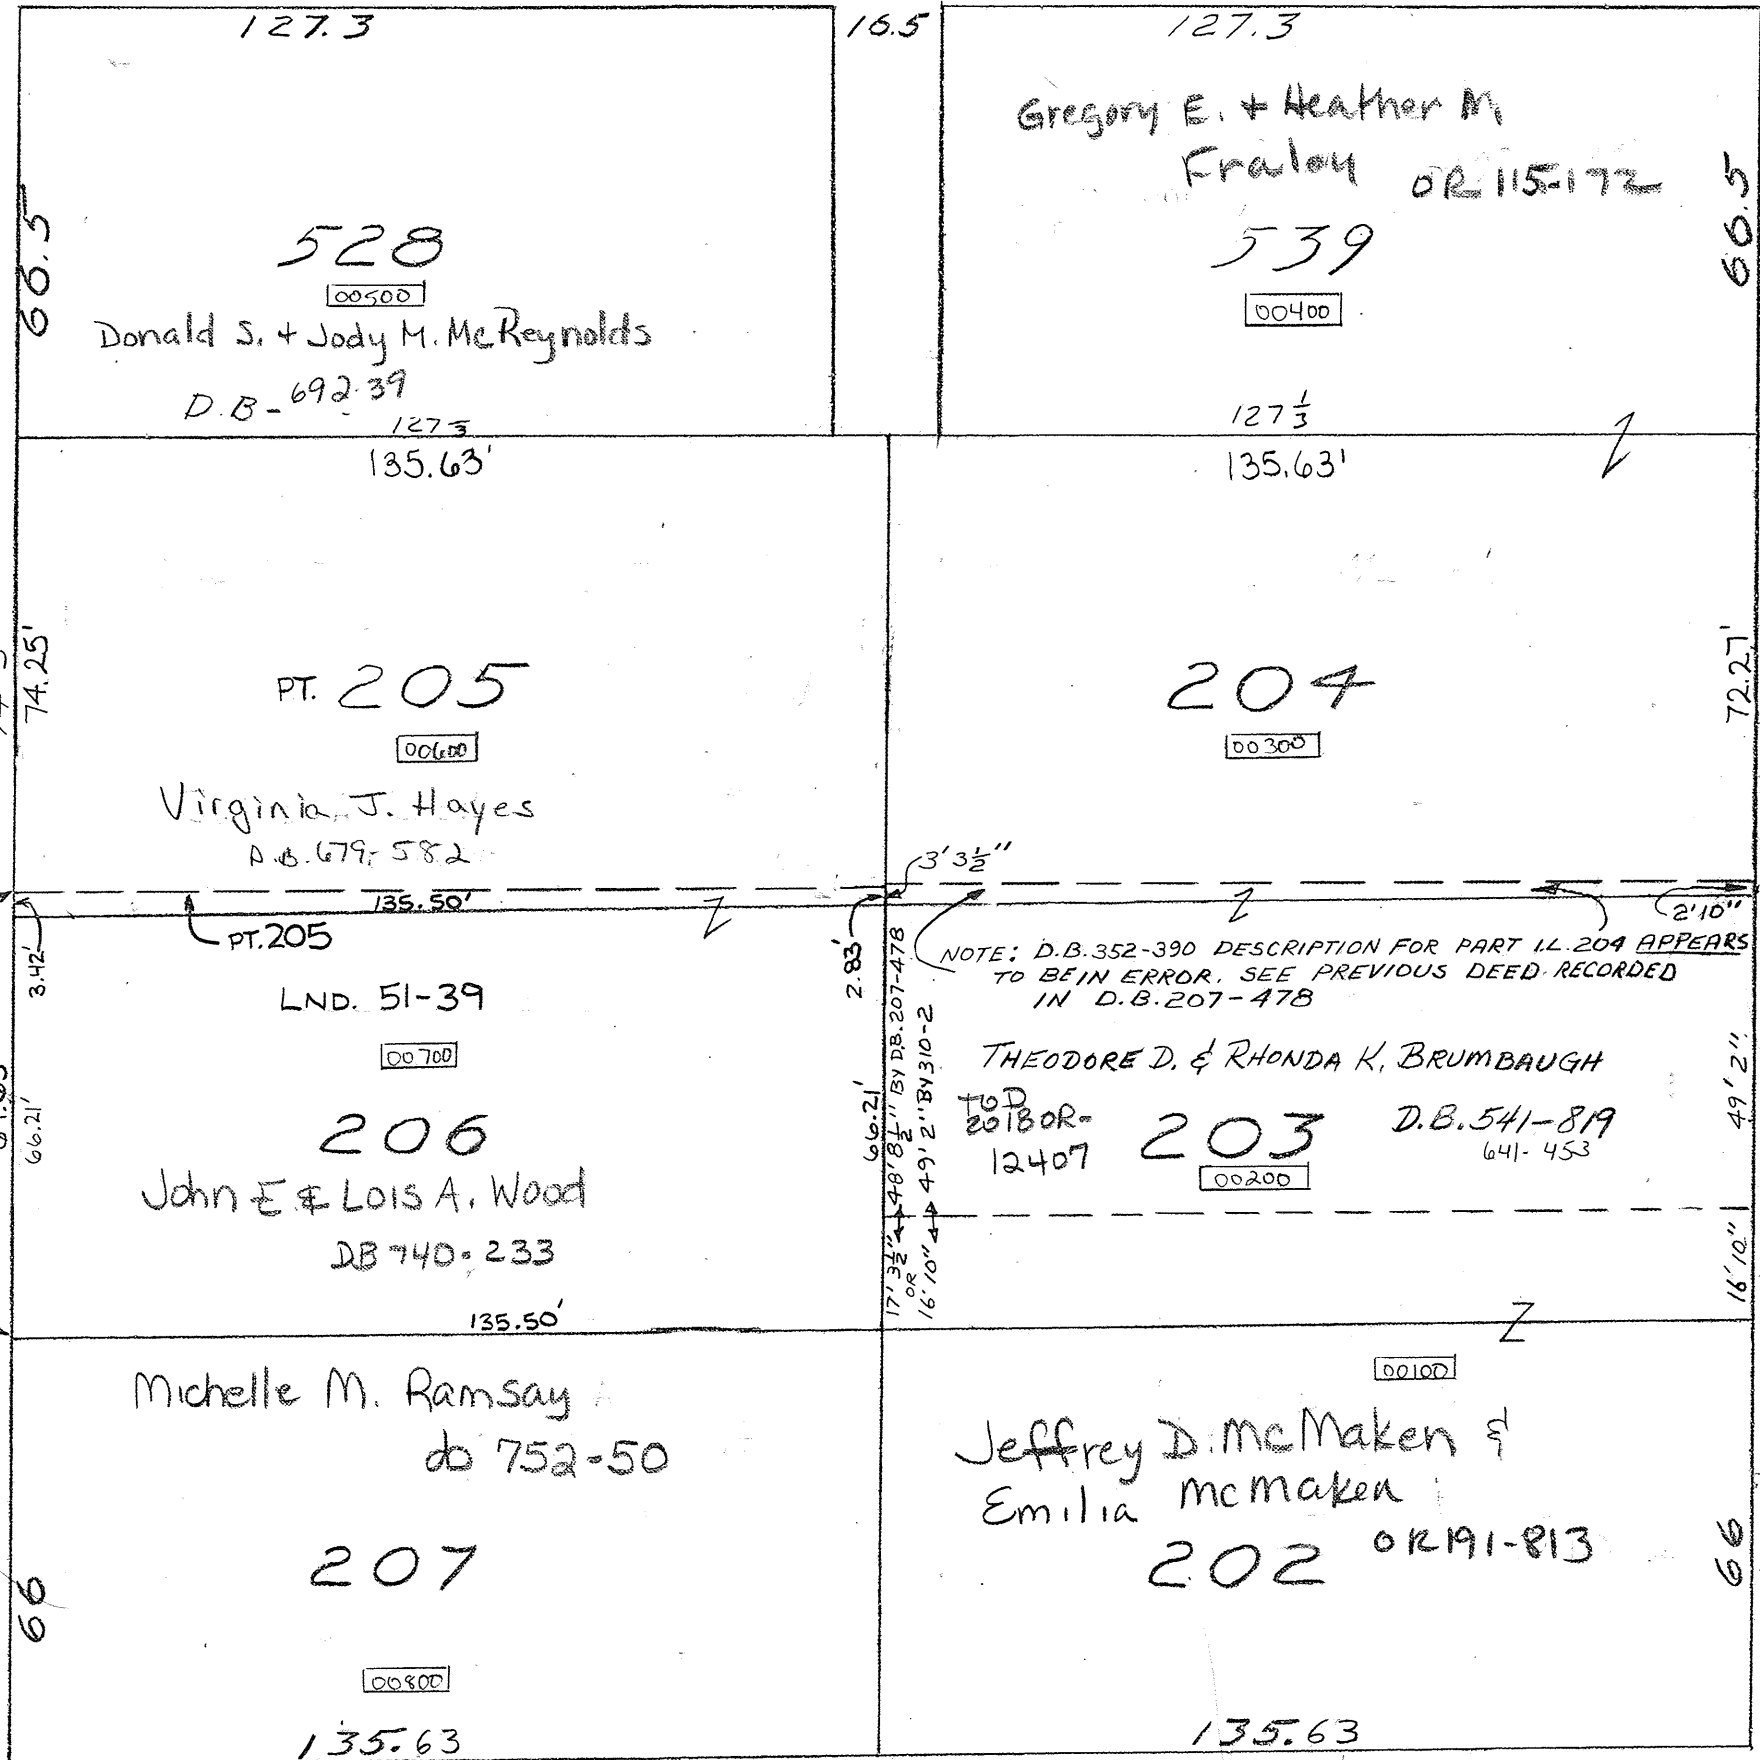 127.3
16.5
127.3
Gregory E. + Heather M
Fraley OR 115-172
66.5
528
00500
Donald S. + Jody M. McReynolds
D.B - 692-39
127 1/3
539
00400
66.5
127 1/3
135.63'
135.63'
74.25'
PT. 205
00600
Virginia J. Hayes
D.B. 679-582
204
00300
72.27'
3' 3 1/2"
135.50'
PT. 205
3.42'
2.83'
2'10"
NOTE: D.B. 352-390 DESCRIPTION FOR PART I.L. 204 APPEARS
TO BE IN ERROR. SEE PREVIOUS DEED RECORDED
IN D.B. 207-478
LND. 51-39
00700
206
66.21'
John E & Lois A. Wood
DB 740-233
135.50'
66.21'
48' 8 1/2" BY D.B. 207-478
49' 2" BY 310-2
17' 3 1/2"
OR
16' 10"
THEODORE D. & RHONDA K. BRUMBAUGH
TOD
2018OR-
12407
203
00200
D.B. 541-819
641-453
49' 2"
16' 10"
Michelle M. Ramsay
db 752-50
207
66
00800
135.63
00100
Jeffrey D. McMaken &
Emilia McMaken
202 OR191-813
66
135.63